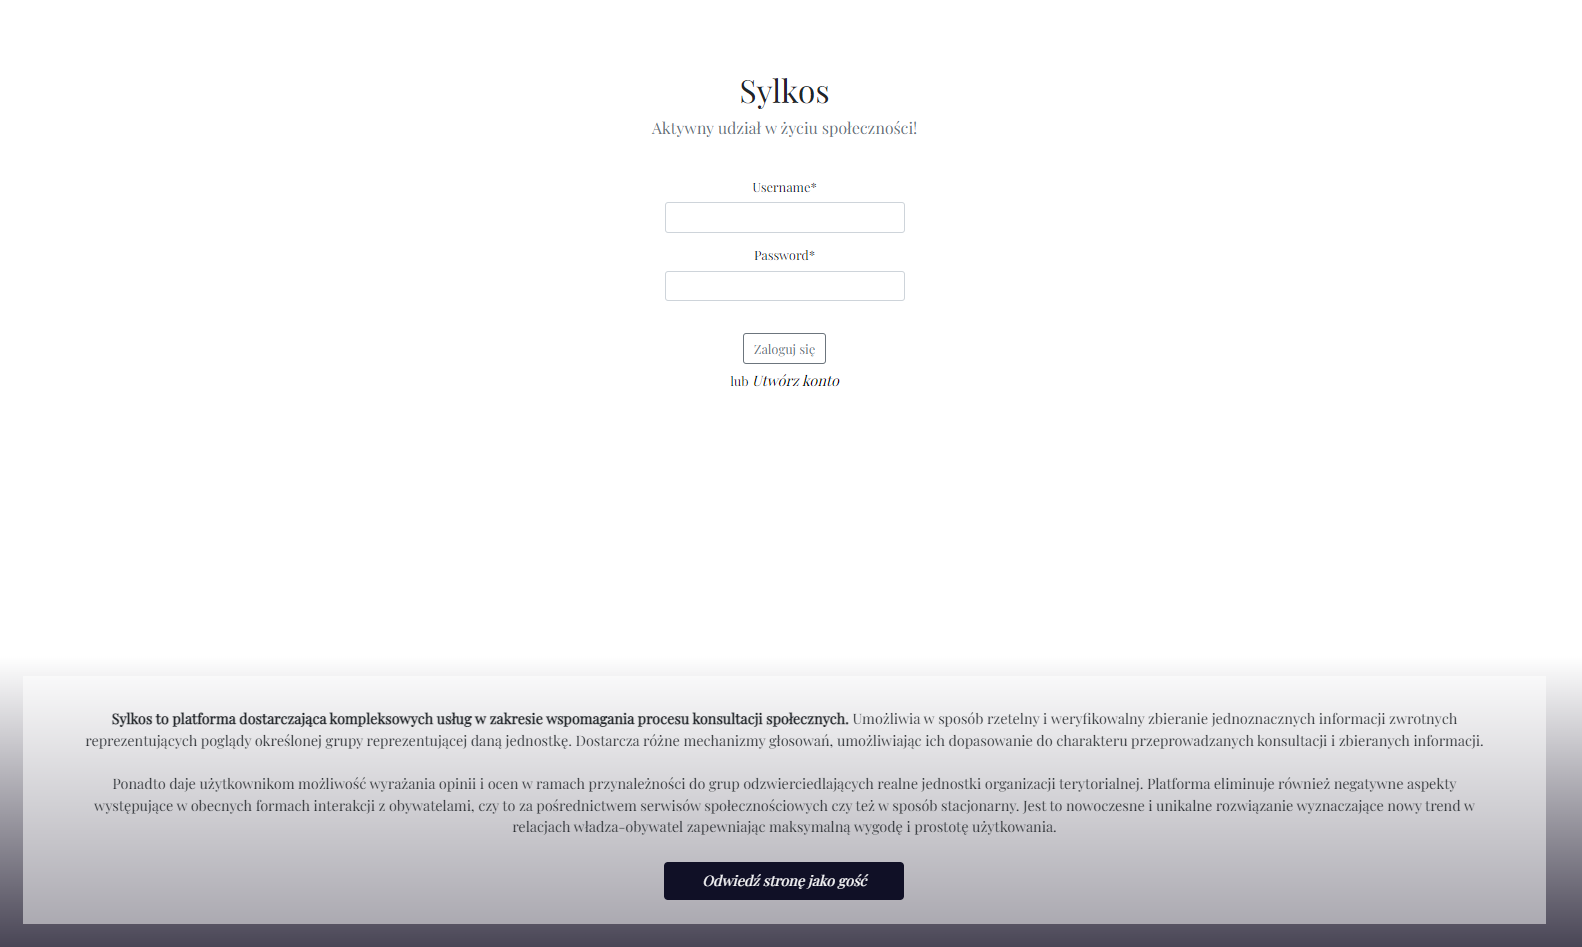 Sylkos
Aktywny udział w życiu społeczności!
Username*
Password*
Zaloguj się
lub Utwórz konto
Sylkos to platforma dostarczająca kompleksowych usług w zakresie wspomagania procesu konsultacji społecznych. Umożliwia w sposób rzetelny i weryfikowalny zbieranie jednoznacznych informacji zwrotnych
reprezentujących poglądy określonej grupy reprezentującej daną jednostkę. Dostarcza różne mechanizmy głosowań, umożliwiając ich dopasowanie do charakteru przeprowadzanych konsultacji i zbieranych informacji.
Ponadto daje użytkownikom możliwość wyrażania opinii i ocen w ramach przynależności do grup odzwierciedlających realne jednostki organizacji terytorialnej. Platforma eliminuje również negatywne aspekty
występujące w obecnych formach interakcji z obywatelami, czy to za pośrednictwem serwisów społecznościowych czy też w sposób stacjonarny. Jest to nowoczesne i unikalne rozwiązanie wyznaczające nowy trend w
relacjach władza-obywatel zapewniając maksymalną wygodę i prostotę użytkowania.
Odwiedź stronę jako gość